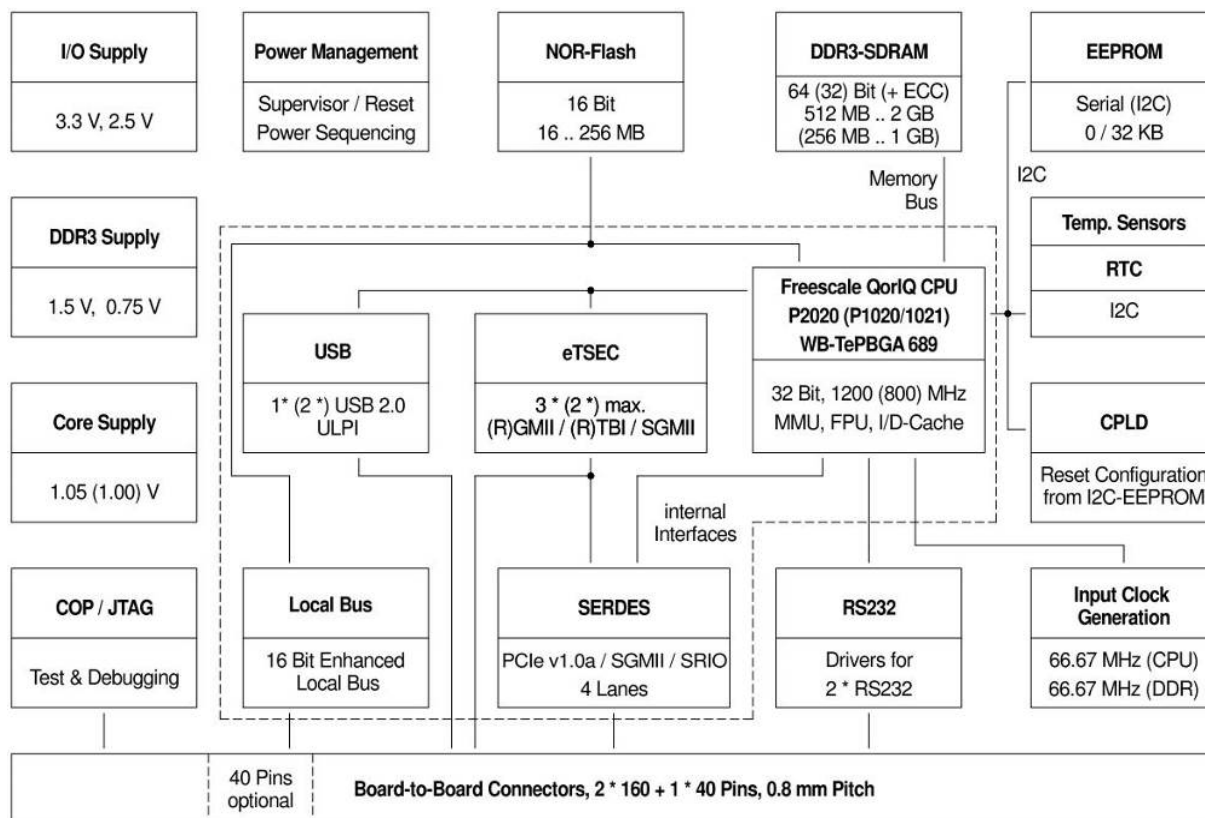 I/O Supply
3.3 V, 2.5 V
Power Management
Supervisor / Reset
Power Sequencing
NOR-Flash
16 Bit
16 .. 256 MB
DDR3-SDRAM
64 (32) Bit (+ ECC)
512 MB .. 2 GB
(256 MB .. 1 GB)
EEPROM
Serial (I2C)
0 / 32 KB
Memory
Bus
I2C
DDR3 Supply
1.5 V, 0.75 V
Temp. Sensors
RTC
I2C
USB
1* (2 *) USB 2.0
ULPI
eTSEC
3 * (2 *) max.
(R)GMII / (R)TBI / SGMII
Freescale QorIQ CPU
P2020 (P1020/1021)
WB-TePBGA 689
32 Bit, 1200 (800) MHz
MMU, FPU, I/D-Cache
Core Supply
1.05 (1.00) V
CPLD
Reset Configuration
from I2C-EEPROM
internal
Interfaces
COP / JTAG
Test & Debugging
Local Bus
16 Bit Enhanced
Local Bus
SERDES
PCIe v1.0a / SGMII / SRIO
4 Lanes
RS232
Drivers for
2 * RS232
Input Clock
Generation
66.67 MHz (CPU)
66.67 MHz (DDR)
40 Pins
optional
Board-to-Board Connectors, 2 * 160 + 1 * 40 Pins, 0.8 mm Pitch